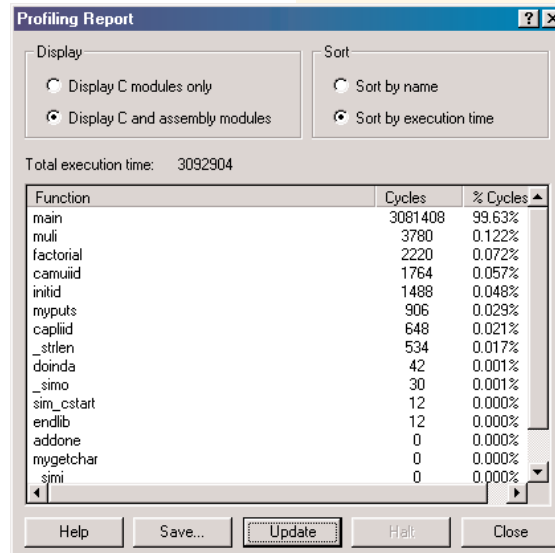 Profiling Report
Display
Display C modules only
Display C and assembly modules
Sort
Sort by name
Sort by execution time
Total execution time: 3092904
Function Cycles % Cycles
main 3081408 99.63%
muli 3780 0.122%
factorial 2220 0.072%
camuiid 1764 0.057%
initid 1488 0.048%
myputs 906 0.029%
capliid 648 0.021%
_strlen 534 0.017%
doinda 42 0.001%
_simo 30 0.001%
sim_cstart 12 0.000%
endlib 12 0.000%
addone 0 0.000%
mygetchar 0 0.000%
_simi 0 0.000%
Help Save... Update Halt Close